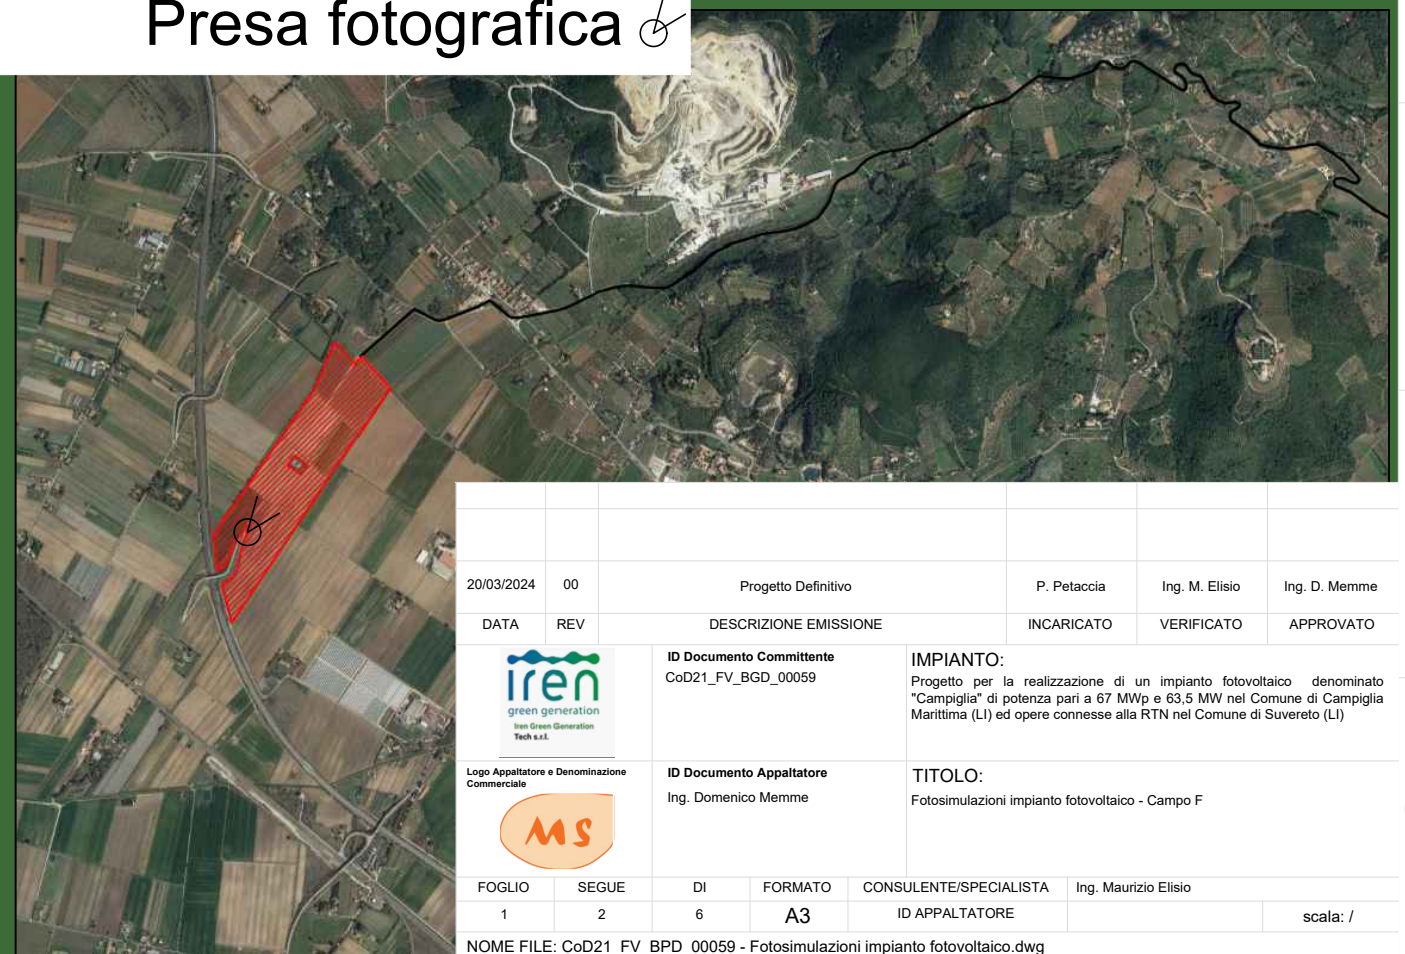 Presa fotografica
20/03/2024 00 Progetto Definitivo P. Petaccia Ing. M. Elisio Ing. D. Memme
DATA REV DESCRIZIONE EMISSIONE INCARICATO VERIFICATO APPROVATO
iren
green generation
Iren Green Generation
Tech s.r.l.
ID Documento Committente
CoD21_FV_BGD_00059
IMPIANTO:
Progetto per la realizzazione di un impianto fotovoltaico denominato
"Campiglia" di potenza pari a 67 MWp e 63,5 MW nel Comune di Campiglia
Marittima (LI) ed opere connesse alla RTN nel Comune di Suvereto (LI)
Logo Appaltatore e Denominazione
Commerciale
MS
ID Documento Appaltatore
Ing. Domenico Memme
TITOLO:
Fotosimulazioni impianto fotovoltaico - Campo F
FOGLIO SEGUE DI FORMATO CONSULENTE/SPECIALISTA Ing. Maurizio Elisio
1 2 6 A3 ID APPALTATORE scala: /
NOME FILE: CoD21_FV_BPD_00059 - Fotosimulazioni impianto fotovoltaico.dwg